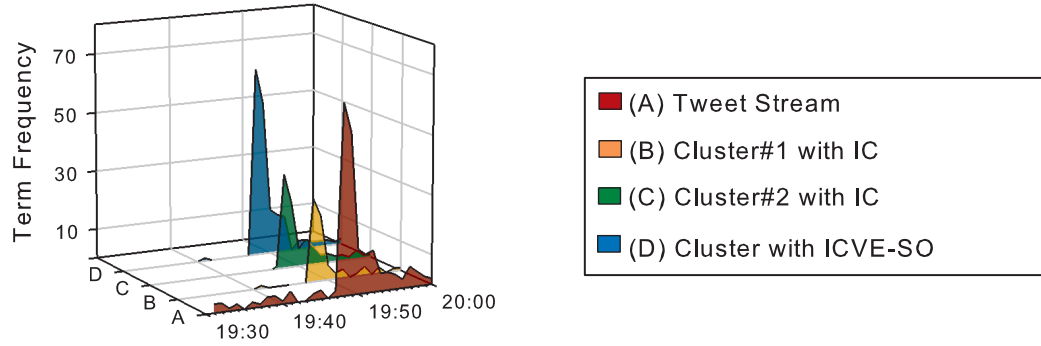 Term Frequency
70
50
30
10
D
C
B
A
19:30
19:40
19:50
20:00
(A) Tweet Stream
(B) Cluster#1 with IC
(C) Cluster#2 with IC
(D) Cluster with ICVE-SO